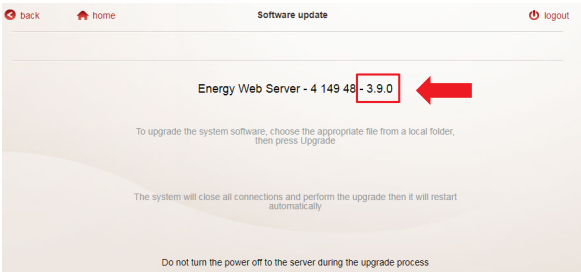 back home Software update logout
Energy Web Server - 4 149 48 - 3.9.0
To upgrade the system software, choose the appropriate file from a local folder,
then press Upgrade
The system will close all connections and perform the upgrade then it will restart
automatically
Do not turn the power off to the server during the upgrade process